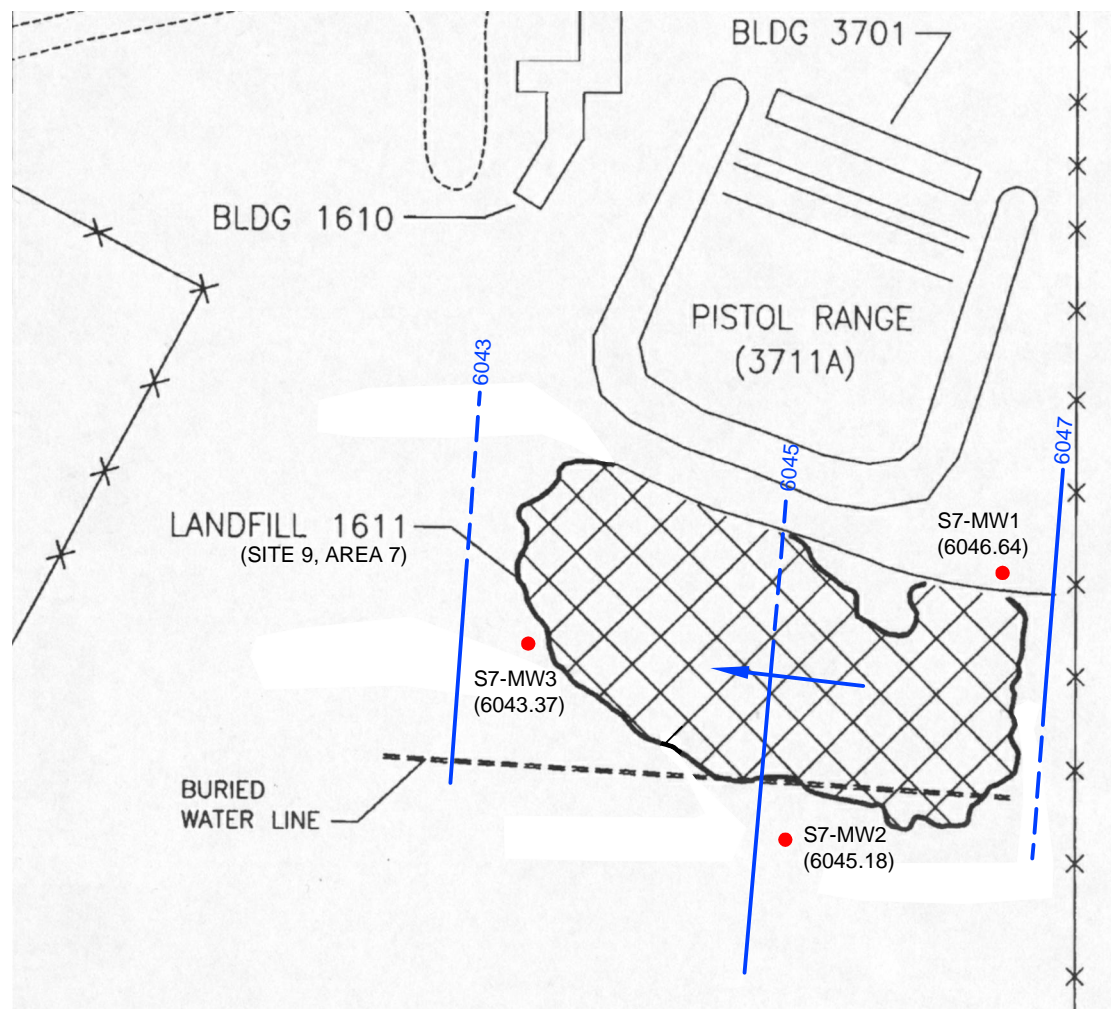 BLDG 3701
BLDG 1610
PISTOL RANGE
(3711A)
6043
6045
6047
LANDFILL 1611
(SITE 9, AREA 7)
S7-MW1
(6046.64)
S7-MW3
(6043.37)
BURIED
WATER LINE
S7-MW2
(6045.18)